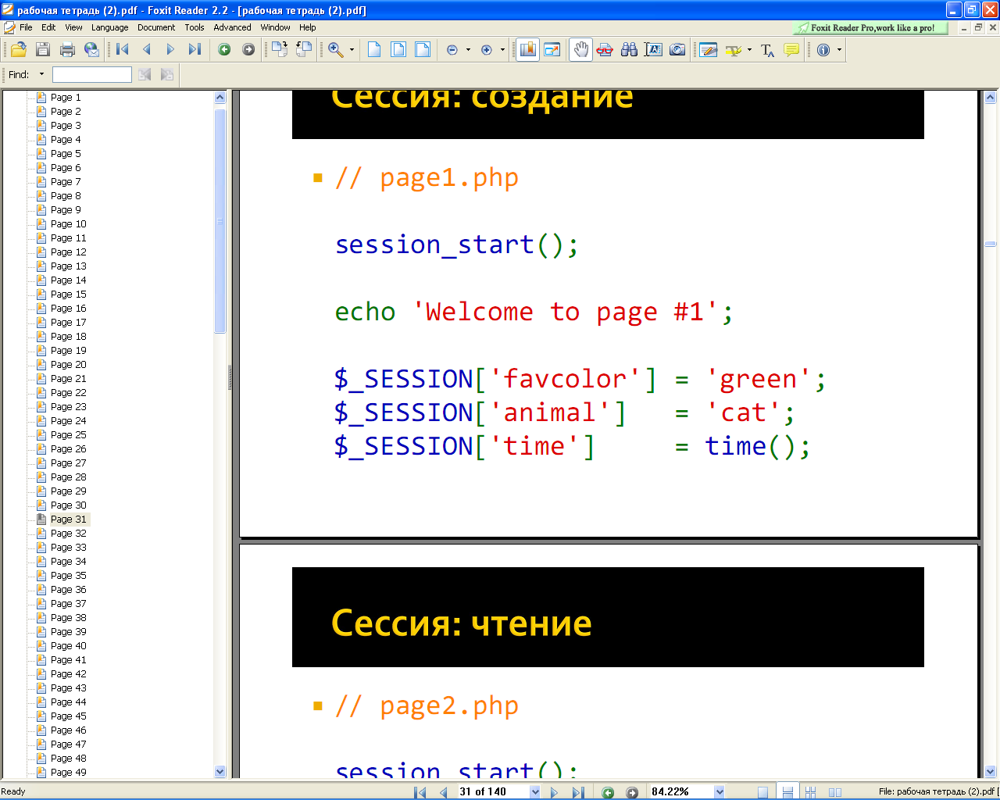 рабочая тетрадь (2).pdf - Foxit Reader 2.2 - [рабочая тетрадь (2).pdf]
File Edit View Language Document Tools Advanced Window Help
Foxit Reader Pro,work like a pro!
Find:
Page 1
Page 2
Page 3
Page 4
Page 5
Page 6
Page 7
Page 8
Page 9
Page 10
Page 11
Page 12
Page 13
Page 14
Page 15
Page 16
Page 17
Page 18
Page 19
Page 20
Page 21
Page 22
Page 23
Page 24
Page 25
Page 26
Page 27
Page 28
Page 29
Page 30
Page 31
Page 32
Page 33
Page 34
Page 35
Page 36
Page 37
Page 38
Page 39
Page 40
Page 41
Page 42
Page 43
Page 44
Page 45
Page 46
Page 47
Page 48
Page 49
Сессия: создание
// page1.php
session_start();
echo 'Welcome to page #1';
$_SESSION['favcolor'] = 'green';
$_SESSION['animal'] = 'cat';
$_SESSION['time'] = time();
Сессия: чтение
// page2.php
session_start();
Ready
31 of 140
84.22%
File: рабочая тетрадь (2).pdf [